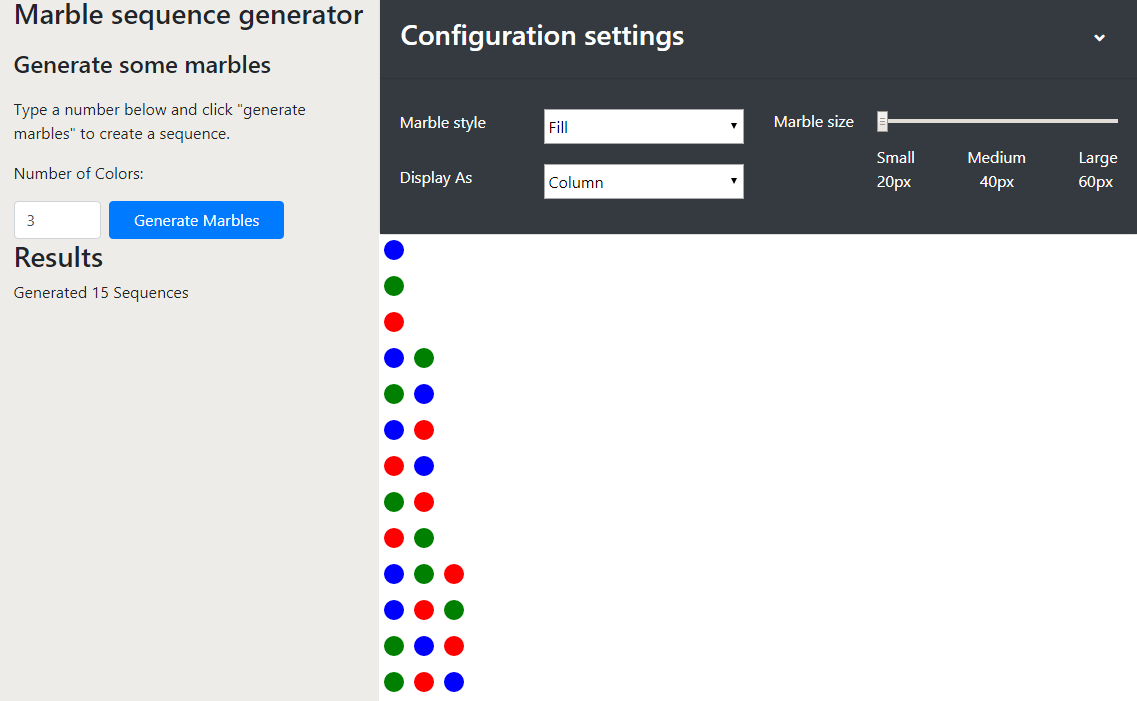 Marble sequence generator
Generate some marbles
Type a number below and click "generate
marbles" to create a sequence.
Number of Colors:
3
Generate Marbles
Results
Generated 15 Sequences
Configuration settings
Marble style
Fill
Display As
Column
Marble size
Small Medium Large
20px 40px 60px